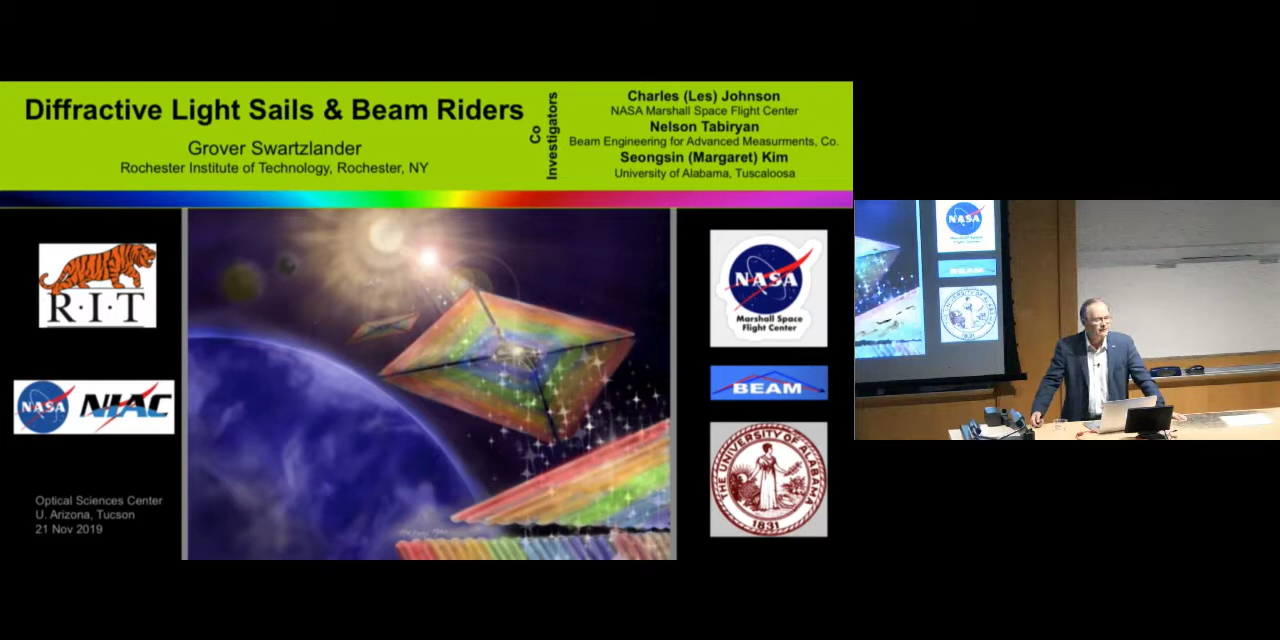 Diffractive Light Sails & Beam Riders
Grover Swartzlander
Rochester Institute of Technology, Rochester, NY
Co
Investigators
Charles (Les) Johnson
NASA Marshall Space Flight Center
Nelson Tabiryan
Beam Engineering for Advanced Measurments, Co.
Seongsin (Margaret) Kim
University of Alabama, Tuscaloosa
R·I·T
NASA NIAC
Optical Sciences Center
U. Arizona, Tucson
21 Nov 2019
NASA
Marshall Space
Flight Center
BEAM
THE UNIVERSITY OF ALABAMA
1831
NASA
BEAM
1831